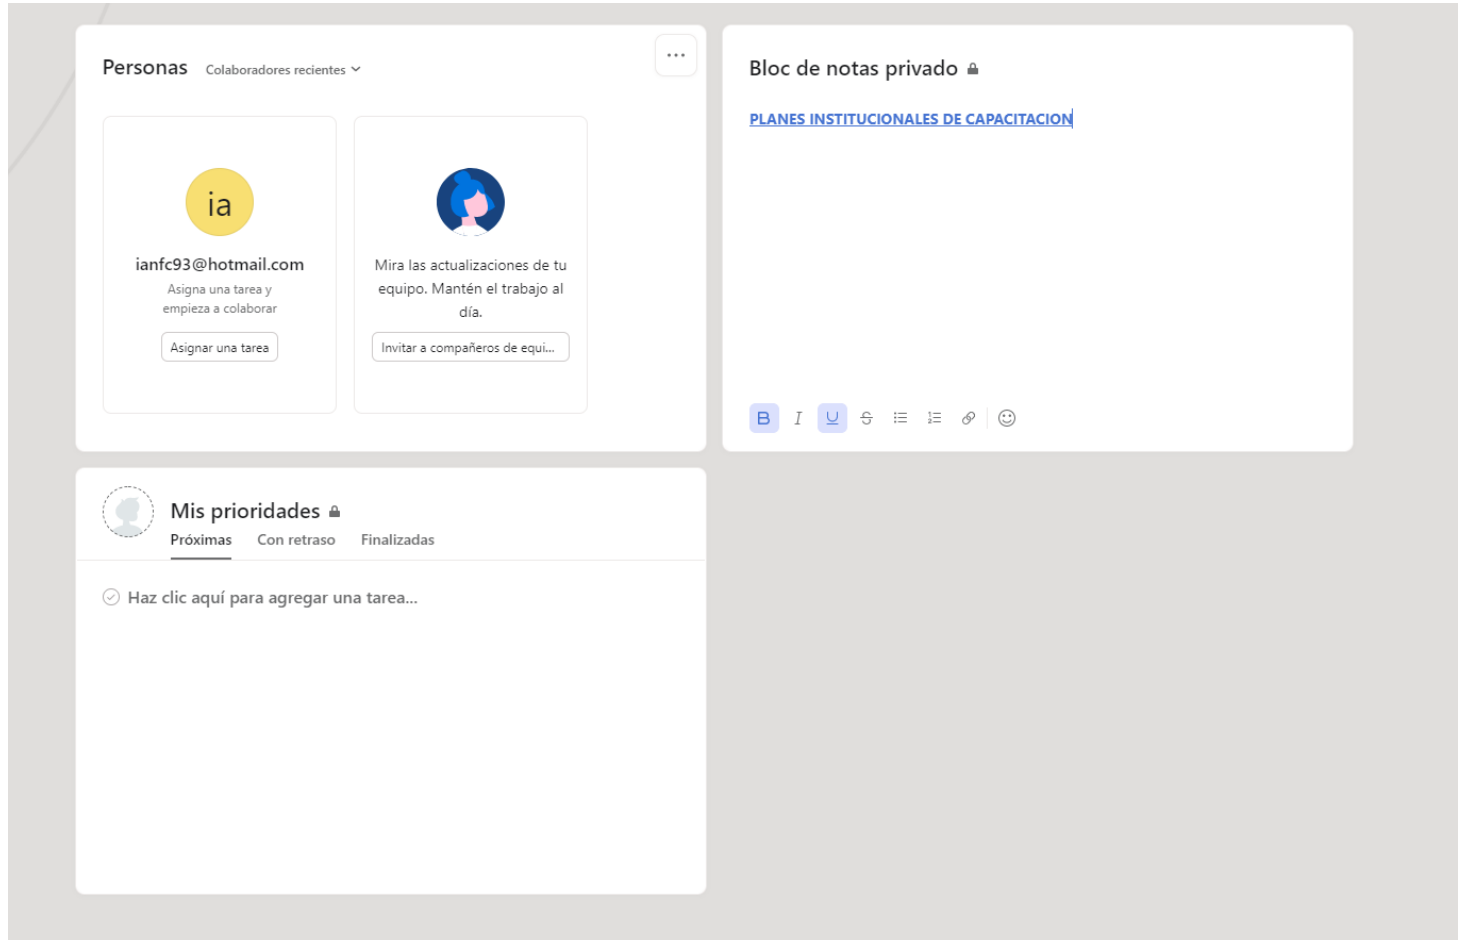 Personas Colaboradores recientes
ia
ianfc93@hotmail.com
Asigna una tarea y
empieza a colaborar
Asignar una tarea
Mira las actualizaciones de tu
equipo. Mantén el trabajo al
día.
Invitar a compañeros de equi...
Bloc de notas privado
PLANES INSTITUCIONALES DE CAPACITACION
B I U S
Mis prioridades
Próximas Con retraso Finalizadas
Haz clic aquí para agregar una tarea...